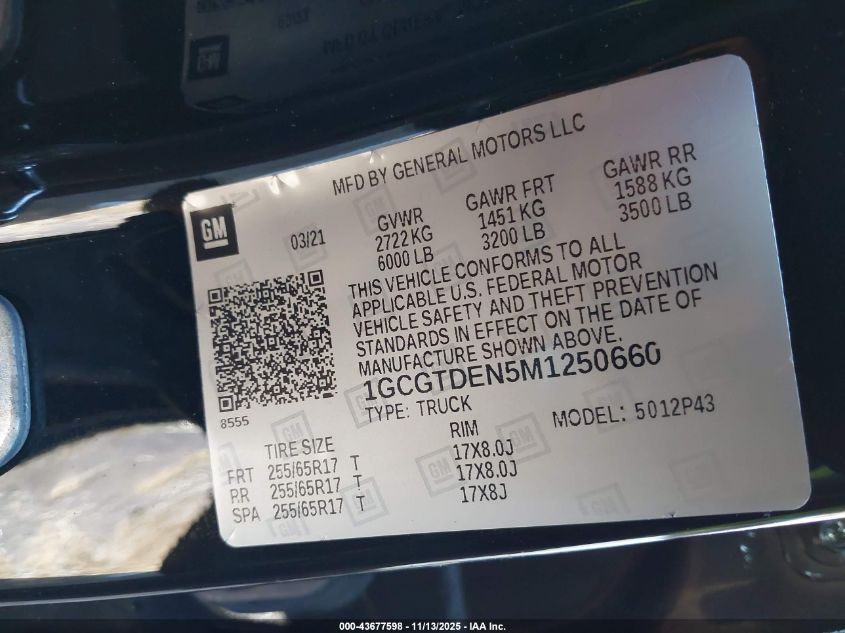 MFD BY GENERAL MOTORS LLC
GM
03/21
GVWR
2722 KG
6000 LB
GAWR FRT
1451 KG
3200 LB
GAWR RR
1588 KG
3500 LB
THIS VEHICLE CONFORMS TO ALL
APPLICABLE U.S. FEDERAL MOTOR
VEHICLE SAFETY AND THEFT PREVENTION
STANDARDS IN EFFECT ON THE DATE OF
MANUFACTURE SHOWN ABOVE.
1GCGTDEN5M1250660
TYPE: TRUCK
MODEL: 5012P43
8555
TIRE SIZE RIM
FRT 255/65R17 T 17X8.0J
RR 255/65R17 T 17X8.0J
SPA 255/65R17 T 17X8J
000-43677598 - 11/13/2025 - IAA Inc.